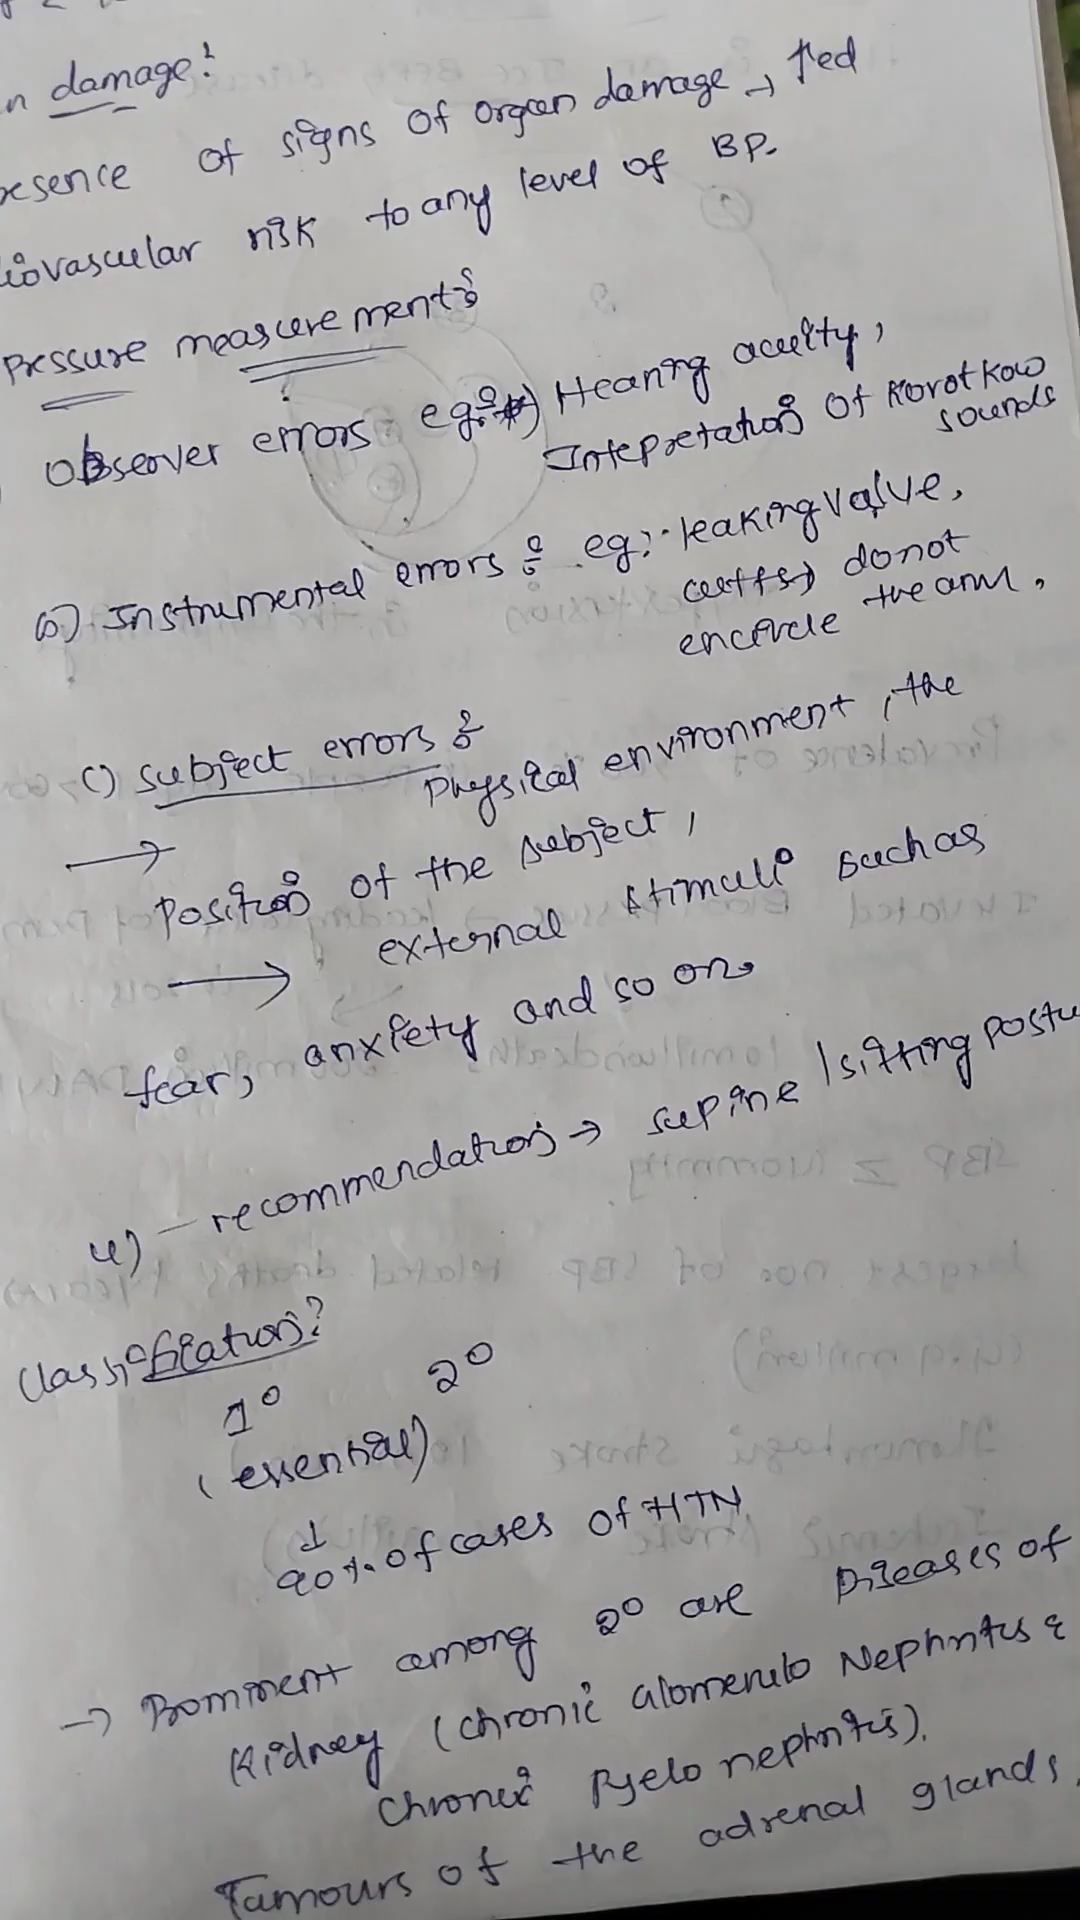 n damage:
resence of signs of organ damage → ↑ed
iovascular risk to any level of BP.
pressure measurement:
Observer errors eg:→ Hearing acuity,
Intepretation of Korotkow
sounds
b) Instrumental errors : eg:- leaking valve,
cuffs → do not
encircle the arm,
c) subject errors :
→ Physical environment, the
position of the subject,
→ external stimuli such as
fear, anxiety and so on.
4) – recommendation → supine / sitting postu
Classification:
1° 2°
(essential)
↓
90% of cases of HTN
→ Prominent among 2° are Diseases of
Kidney (chronic Glomerulo Nephritis &
chronic Pyelo nephritis).
Tumours of the adrenal glands,